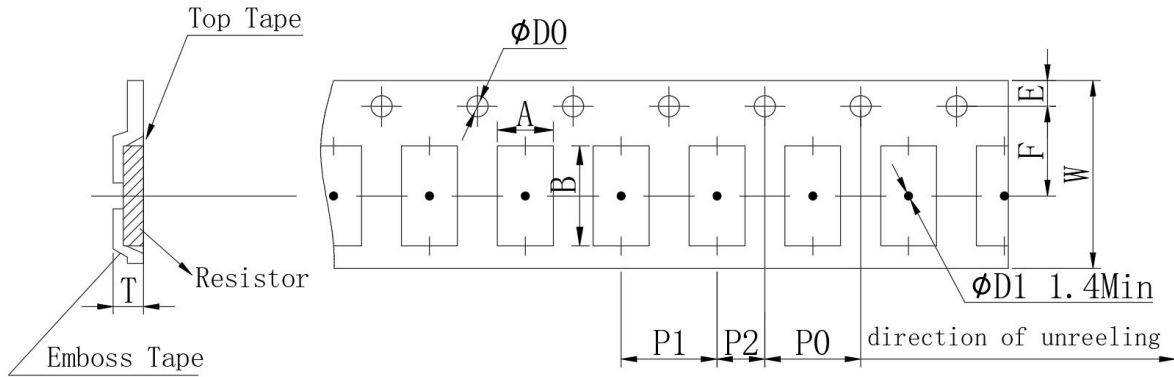 Top Tape
ϕD0
A
E
F
W
B
Resistor
T
ϕD1 1.4Min
P1
P2
P0
direction of unreeling
Emboss Tape